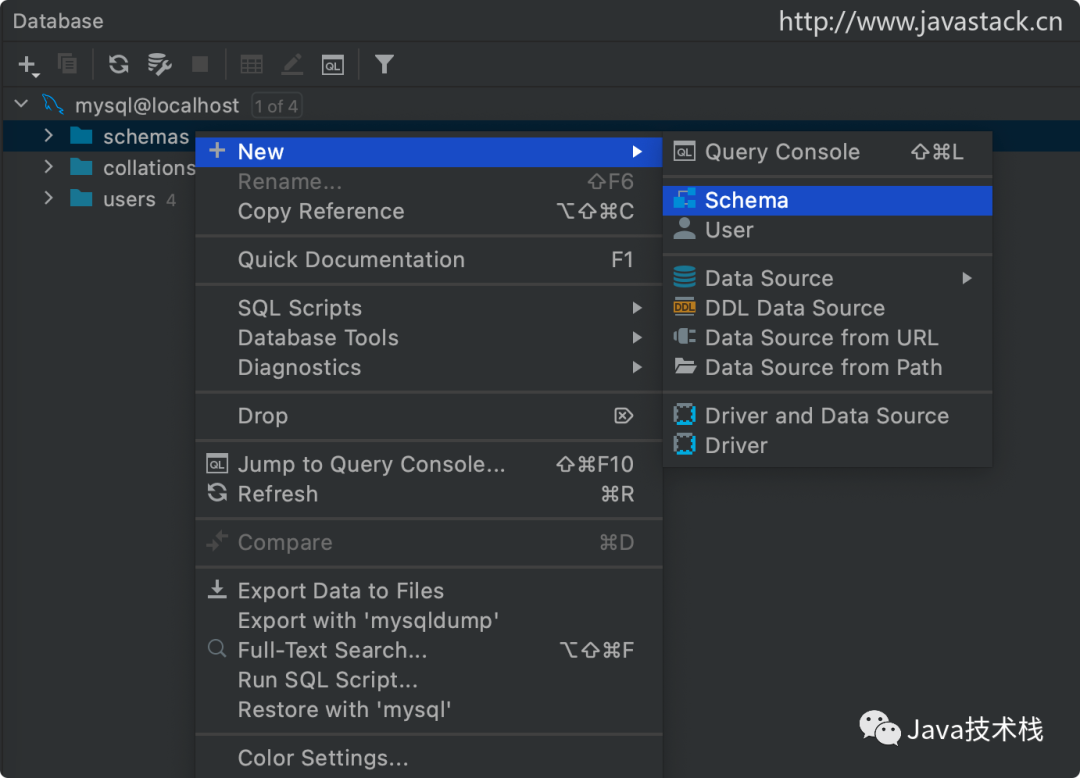 Database
http://www.javastack.cn
QL
mysql@localhost 1 of 4
schemas
collations
users 4
New
Rename... ⇧F6
Copy Reference ⌥⇧⌘C
Quick Documentation F1
SQL Scripts
Database Tools
Diagnostics
Drop ⌦
QL Jump to Query Console... ⇧⌘F10
Refresh ⌘R
Compare ⌘D
Export Data to Files
Export with 'mysqldump'
Full-Text Search... ⌥⇧⌘F
Run SQL Script...
Restore with 'mysql'
Color Settings...
QL Query Console ⇧⌘L
Schema
User
Data Source
DDL DDL Data Source
Data Source from URL
Data Source from Path
Driver and Data Source
Driver
Java技术栈